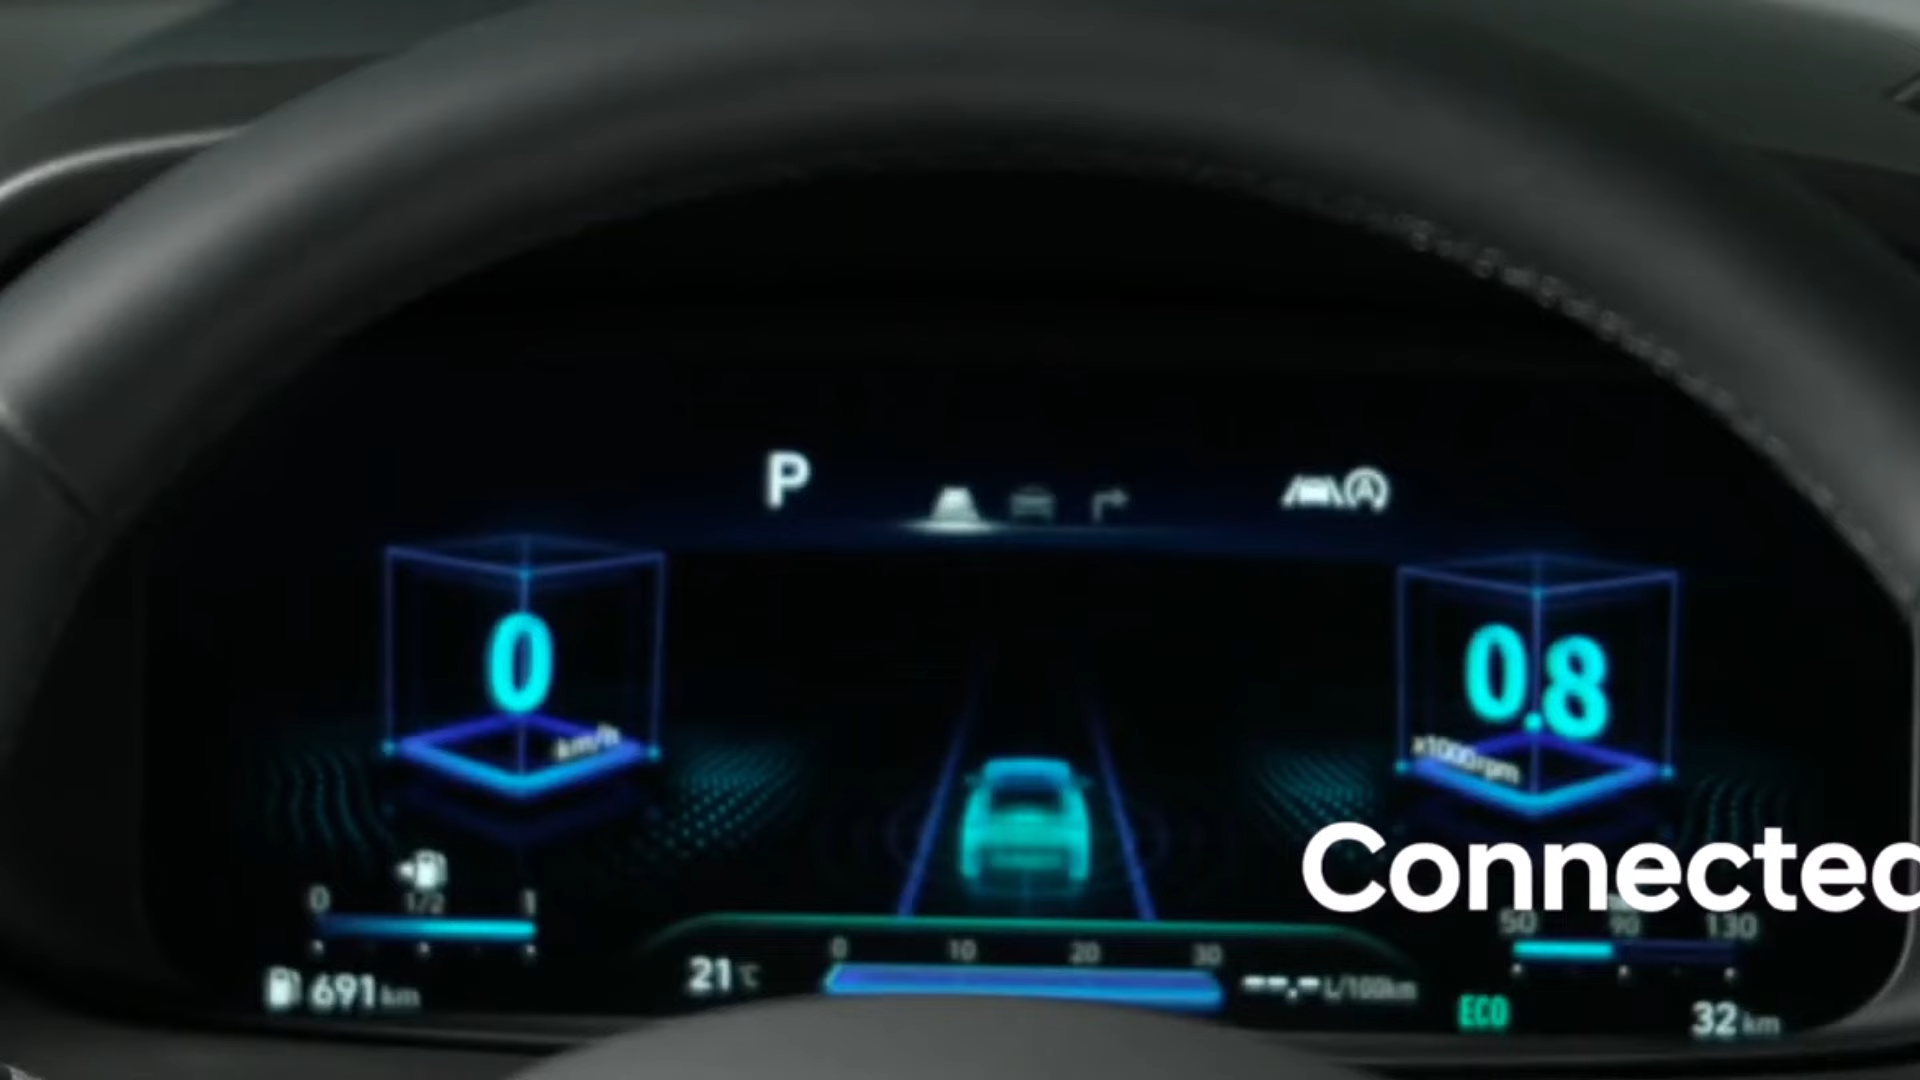 P
A
0
km/h
0.8
x1000rpm
Connected
0 1/2 1
50 90 130
0 10 20 30
691 km
21 °C
--.- L/100km
ECO
32 km